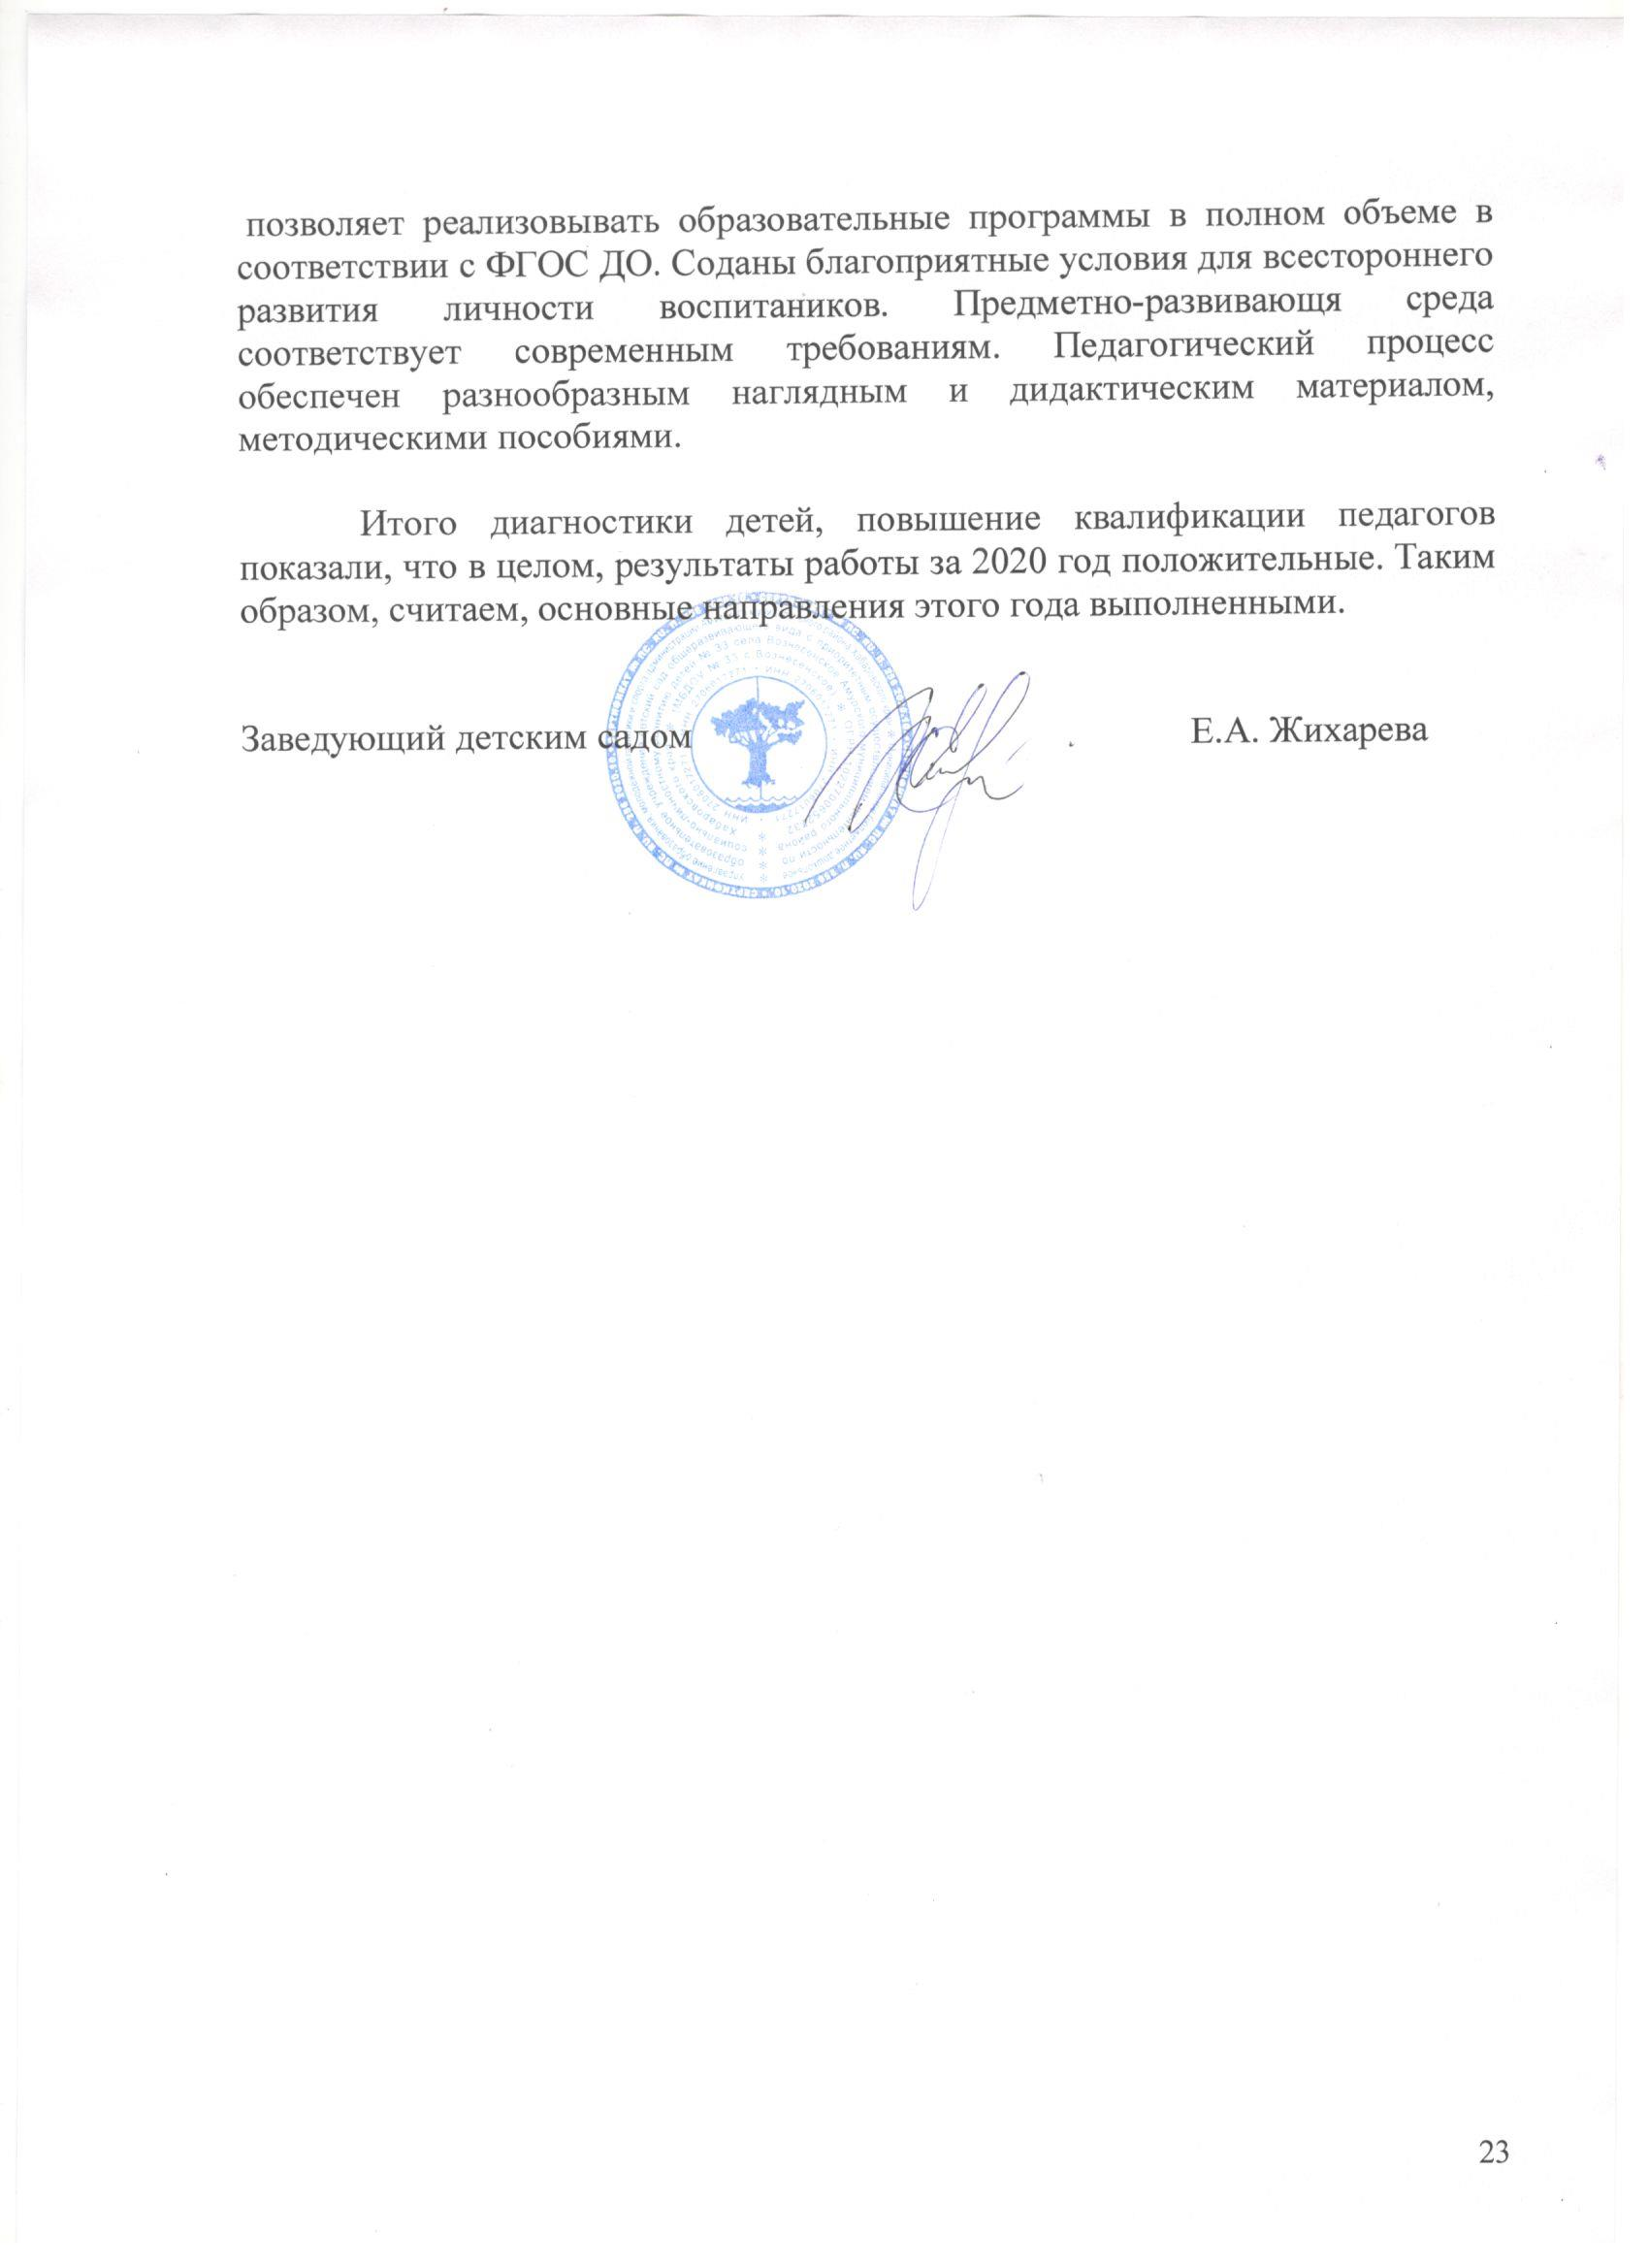 позволяет реализовывать образовательные программы в полном объеме в
соответствии с ФГОС ДО. Соданы благоприятные условия для всестороннего
развития личности воспитаников. Предметно-развивающя среда
соответствует современным требованиям. Педагогический процесс
обеспечен разнообразным наглядным и дидактическим материалом,
методическими пособиями.
Итого диагностики детей, повышение квалификации педагогов
показали, что в целом, результаты работы за 2020 год положительные. Таким
образом, считаем, основные направления этого года выполненными.
Заведующий детским садом Е.А. Жихарева
23